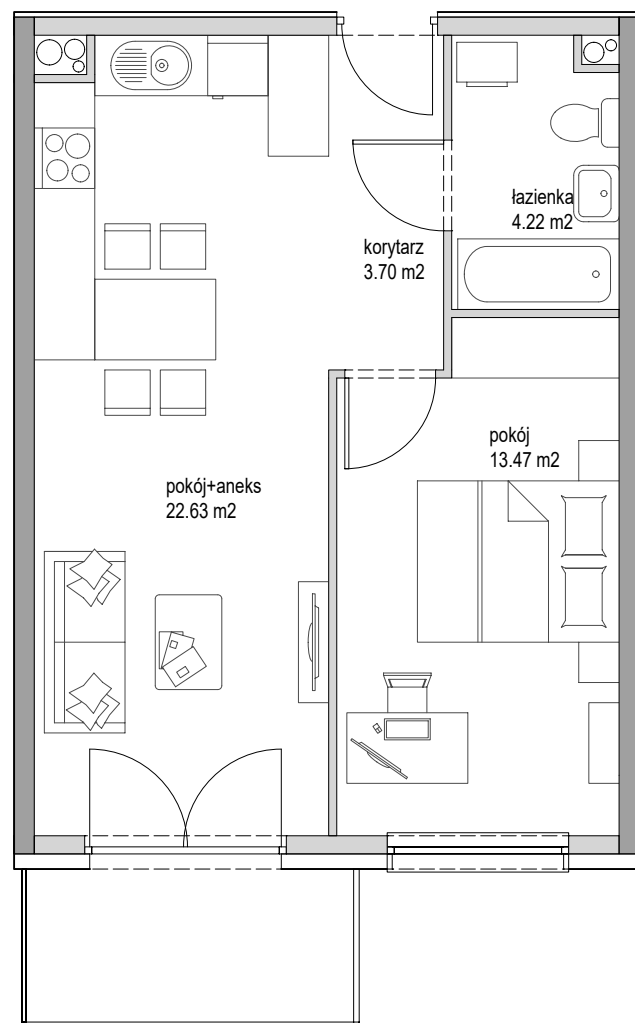 łazienka
4.22 m2
korytarz
3.70 m2
pokój
13.47 m2
pokój+aneks
22.63 m2